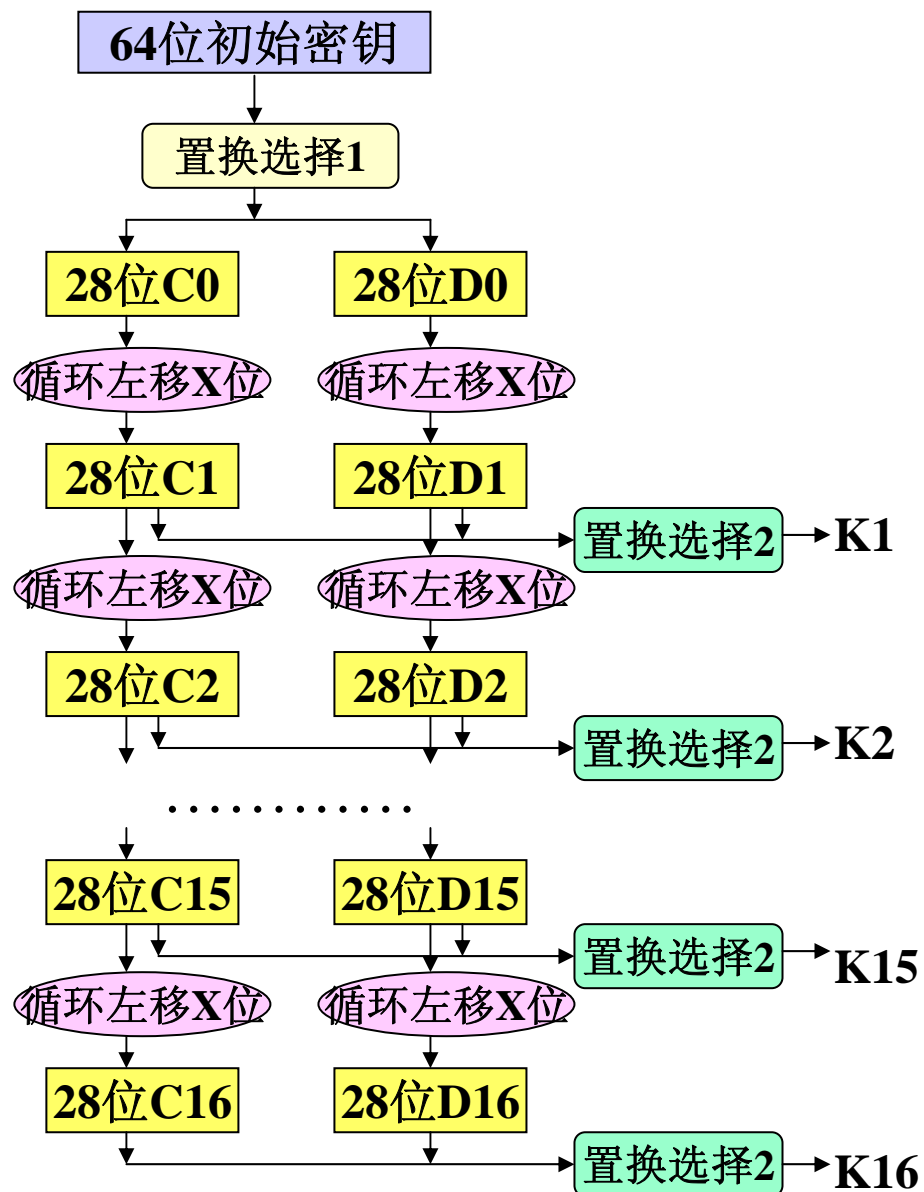 64位初始密钥
置换选择1
28位C0
28位D0
循环左移X位
循环左移X位
28位C1
28位D1
置换选择2
K1
循环左移X位
循环左移X位
28位C2
28位D2
置换选择2
K2
············
28位C15
28位D15
置换选择2
K15
循环左移X位
循环左移X位
28位C16
28位D16
置换选择2
K16